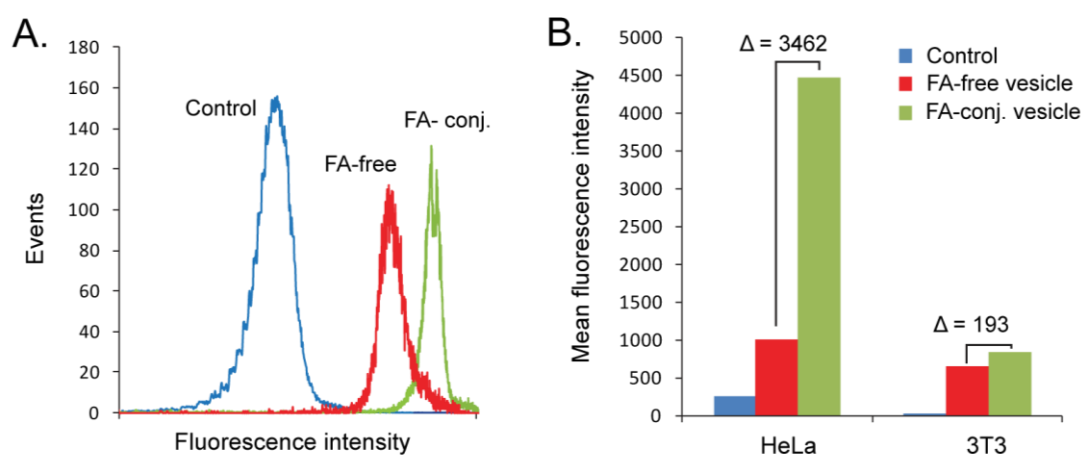 A.
180
160
140
120
100
80
60
40
20
0
Events
Control
FA-free
FA- conj.
Fluorescence intensity
B.
5000
4500
4000
3500
3000
2500
2000
1500
1000
500
0
Mean fluorescence intensity
Δ = 3462
Δ = 193
Control
FA-free vesicle
FA-conj. vesicle
HeLa
3T3